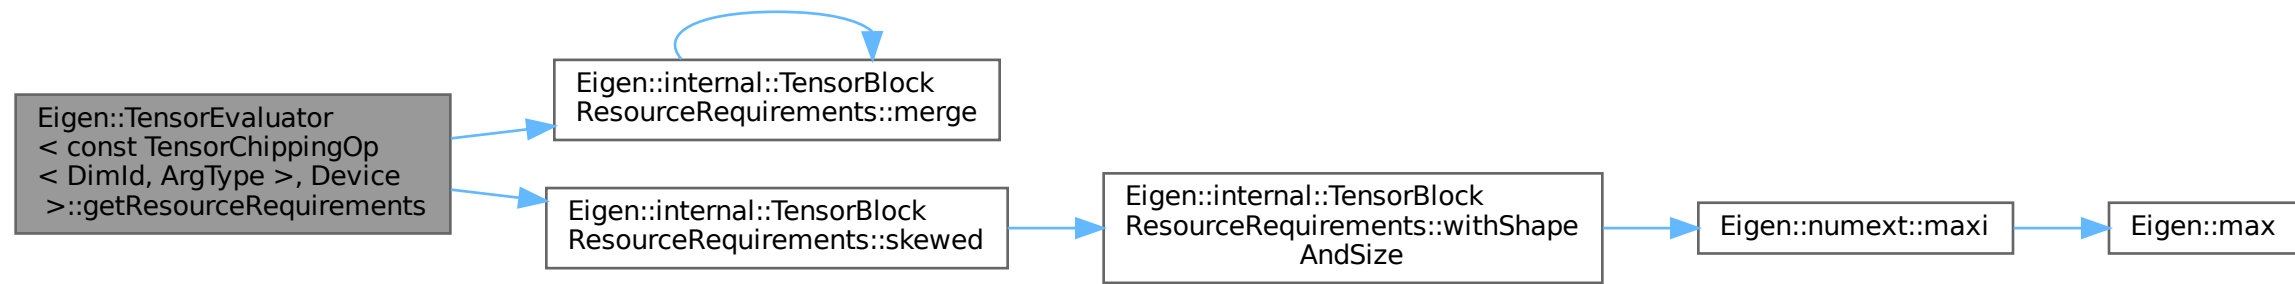 Eigen::TensorEvaluator
< const TensorChippingOp
< DimId, ArgType >, Device
>::getResourceRequirements
Eigen::internal::TensorBlock
ResourceRequirements::merge
Eigen::internal::TensorBlock
ResourceRequirements::skewed
Eigen::internal::TensorBlock
ResourceRequirements::withShape
AndSize
Eigen::numext::maxi
Eigen::max